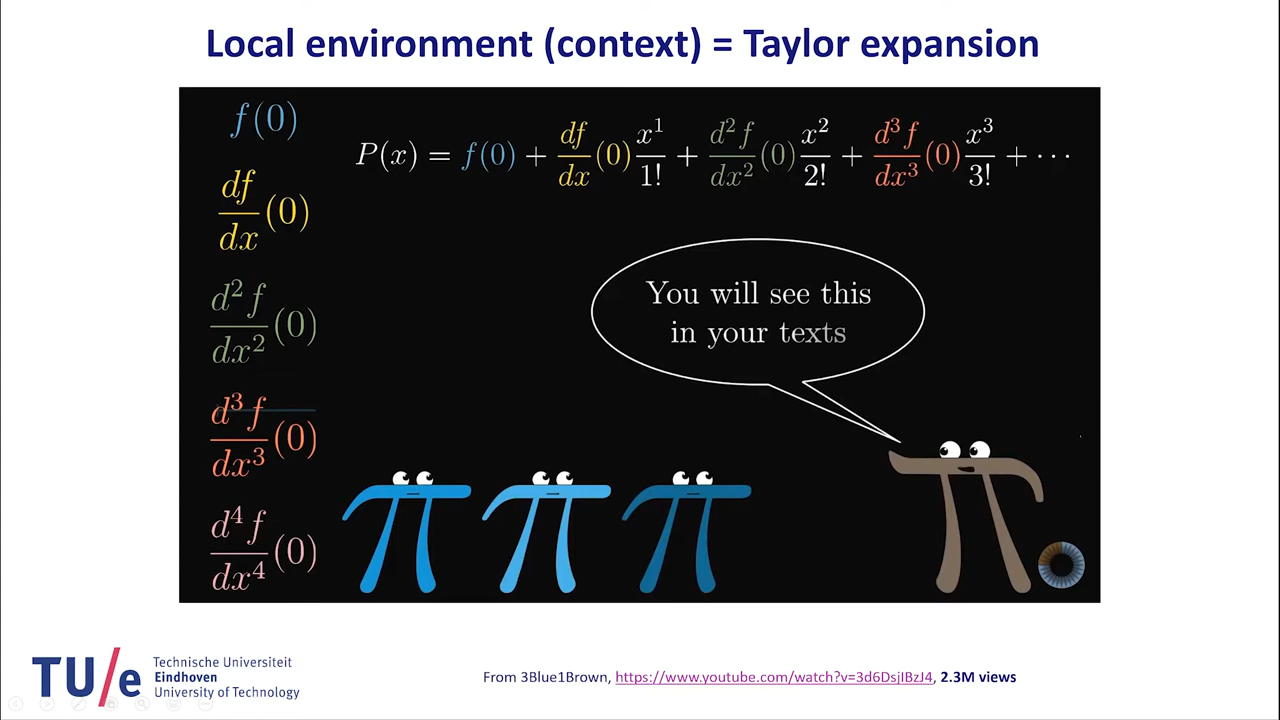 Local environment (context) = Taylor expansion
f(0)
df/dx (0)
d²f/dx² (0)
d³f/dx³ (0)
d⁴f/dx⁴ (0)
P(x) = f(0) + df/dx (0) x¹/1! + d²f/dx² (0) x²/2! + d³f/dx³ (0) x³/3! + ···
You will see this
in your texts
TU/e
Technische Universiteit
Eindhoven
University of Technology
From 3Blue1Brown, https://www.youtube.com/watch?v=3d6DsjIBzJ4, 2.3M views